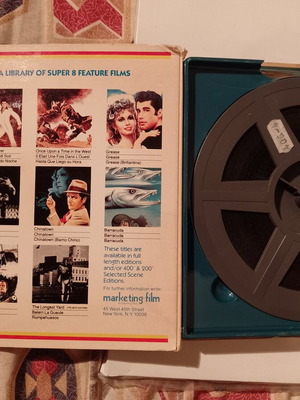 A LIBRARY OF SUPER 8 FEATURE FILMS
Once Upon a Time in the West
Il Etait Une Fois Dans L'Ouest
Hasta Que Llego su Hora
Grease
Grease
Grease (Brillantina)
Chinatown
Chinatown
Chinatown (Barrio Chino)
Barracuda
Barracuda
Barracuda
The Longest Yard
Rompehuesos
These titles are
available in full
length editions
and/or 400' & 200'
Selected Scene
Editions.
For further information write:
marketing film
45 West 45th Street
New York, N.Y. 10036